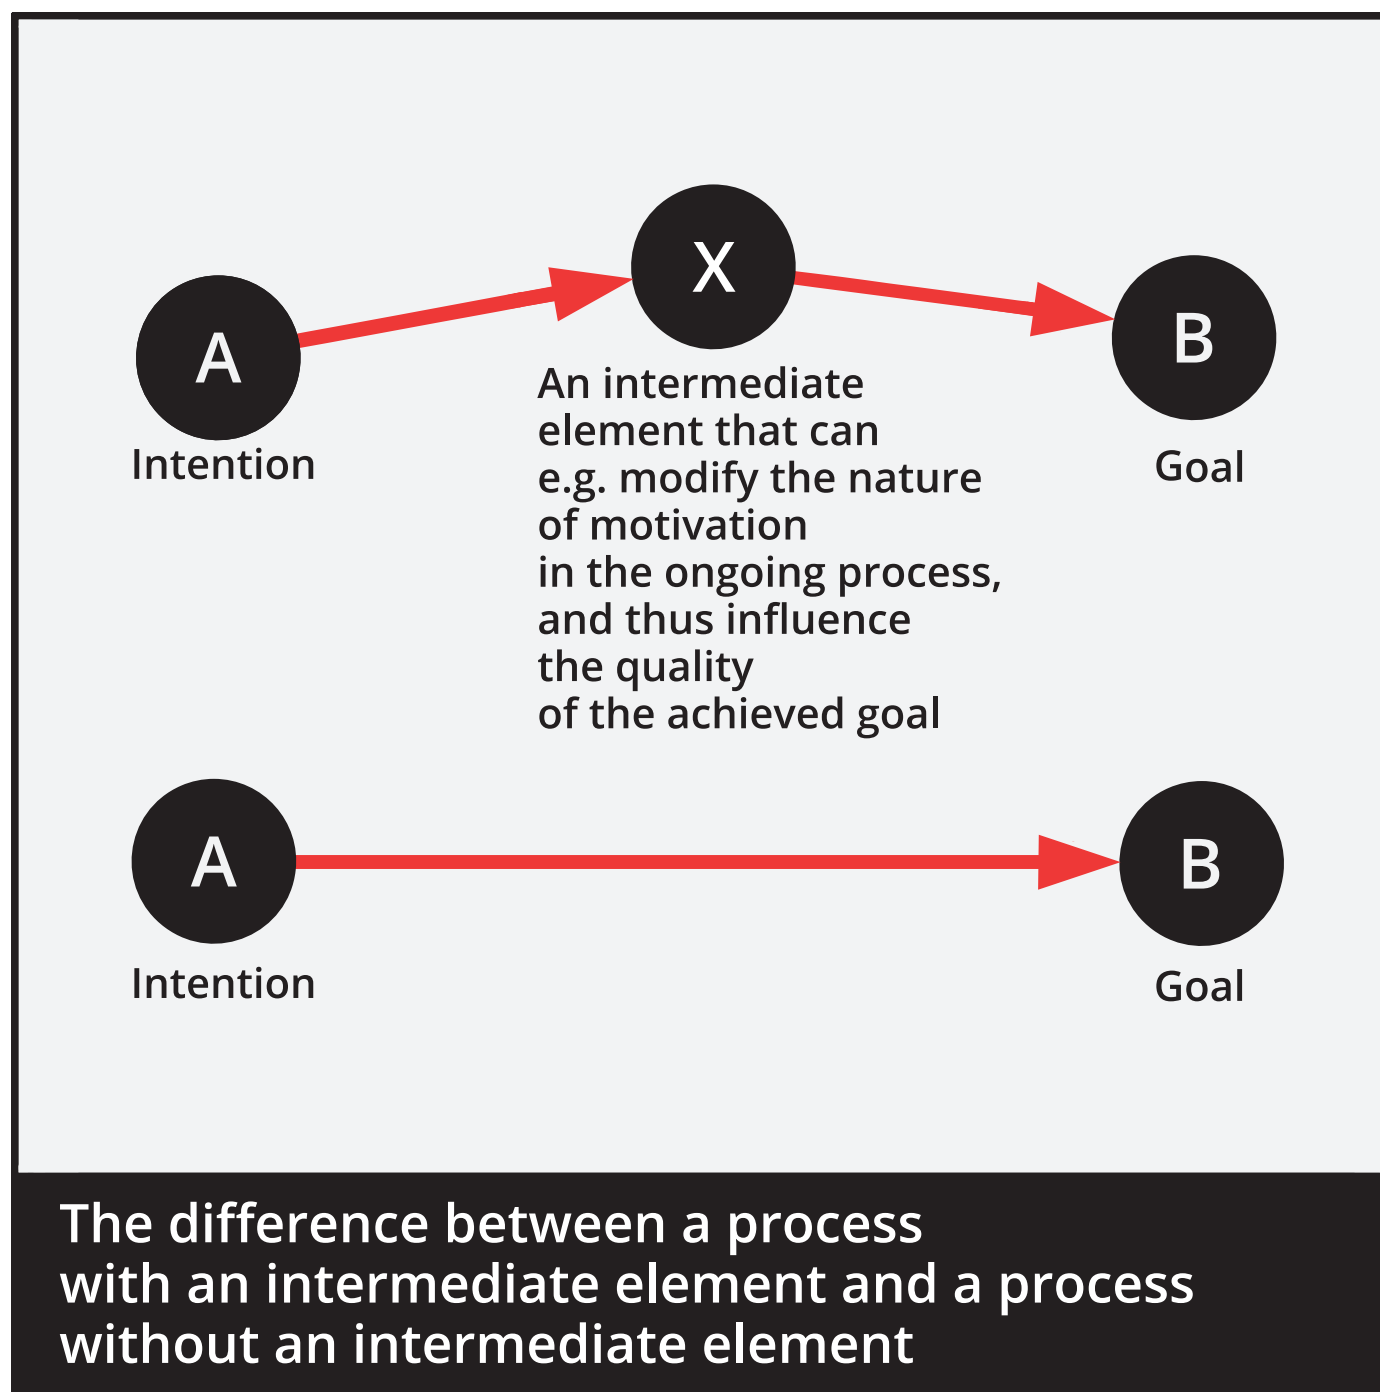 A
X
B
Intention
An intermediate
element that can
e.g. modify the nature
of motivation
in the ongoing process,
and thus influence
the quality
of the achieved goal
Goal
A
B
Intention
Goal
The difference between a process
with an intermediate element and a process
without an intermediate element